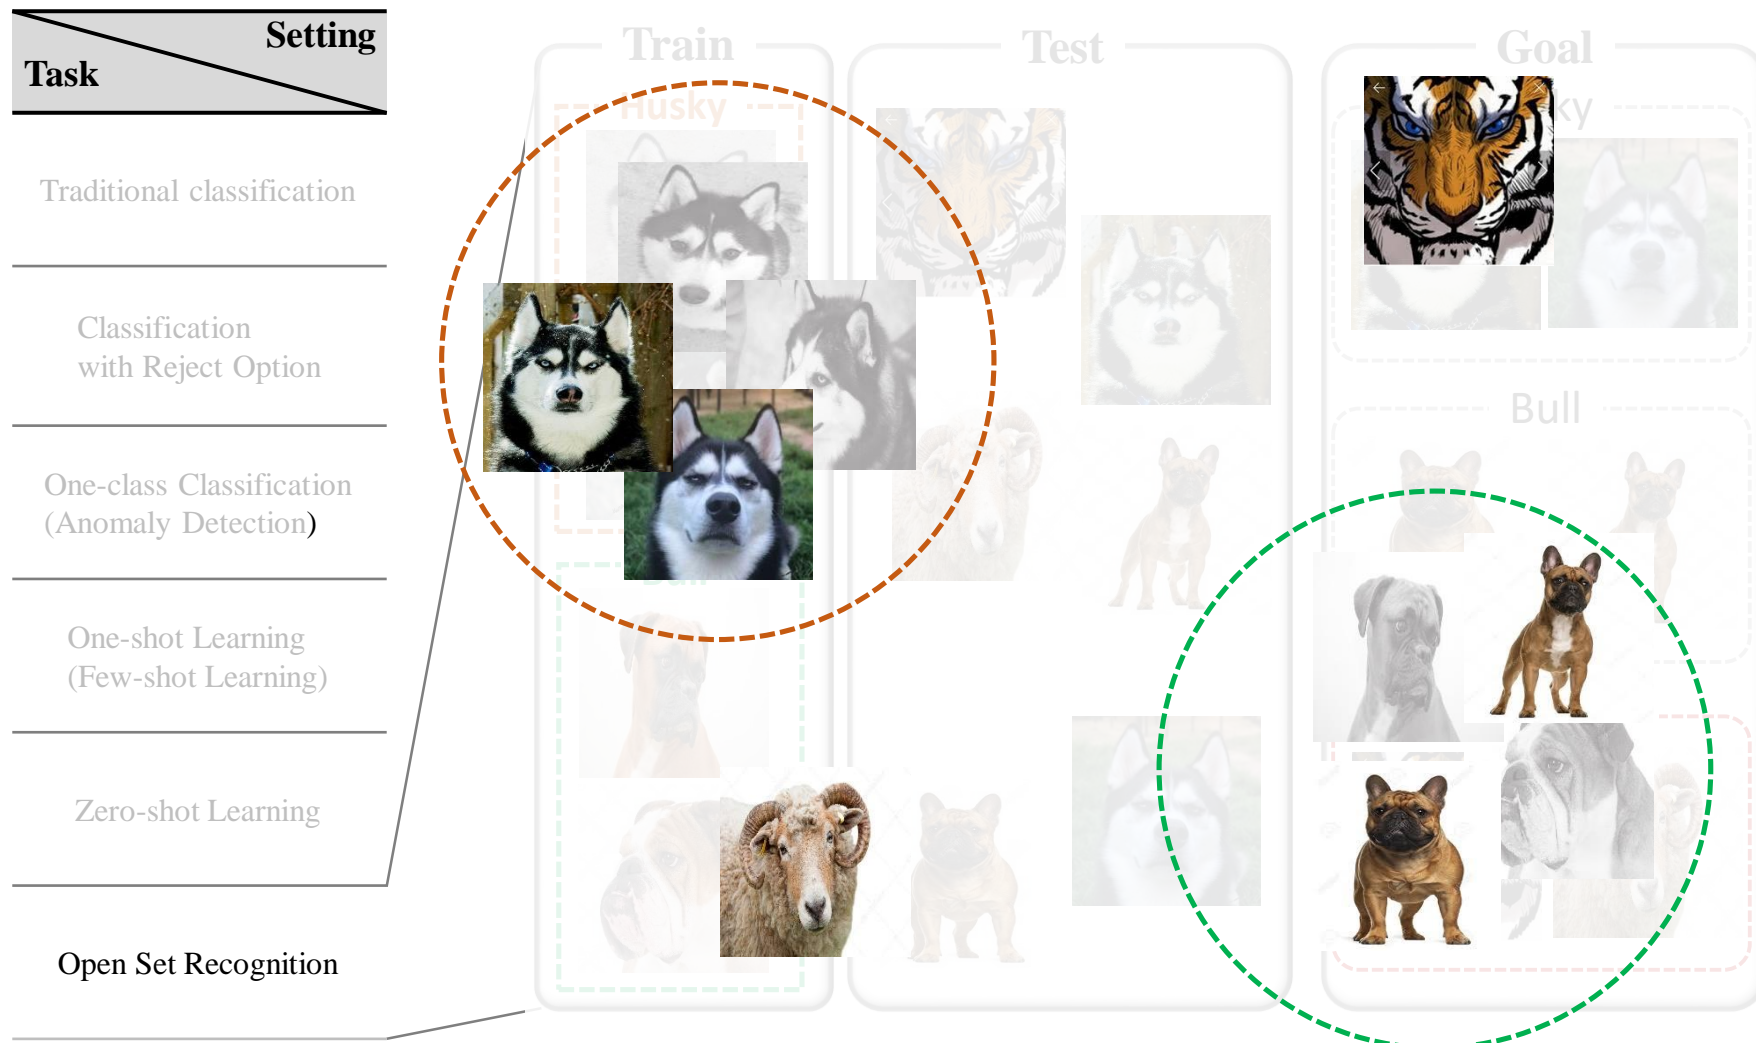 Setting
Task
Train
Test
Goal
Husky
ky
Traditional classification
Classification
with Reject Option
Bull
One-class Classification
(Anomaly Detection)
One-shot Learning
(Few-shot Learning)
Zero-shot Learning
Open Set Recognition